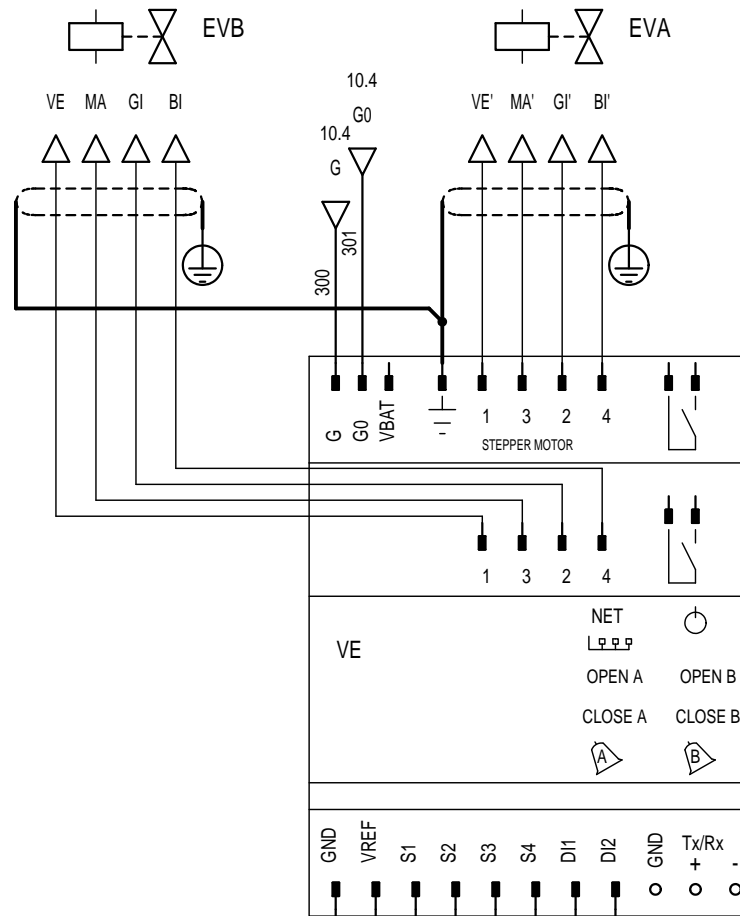 EVB EVA
10.4
VE MA GI BI G0 VE' MA' GI' BI'
10.4
G
300 301
G G0 VBAT 1 3 2 4
STEPPER MOTOR
1 3 2 4
NET
VE
OPEN A OPEN B
CLOSE A CLOSE B
A B
GND VREF S1 S2 S3 S4 DI1 DI2 GND Tx/Rx
+ -